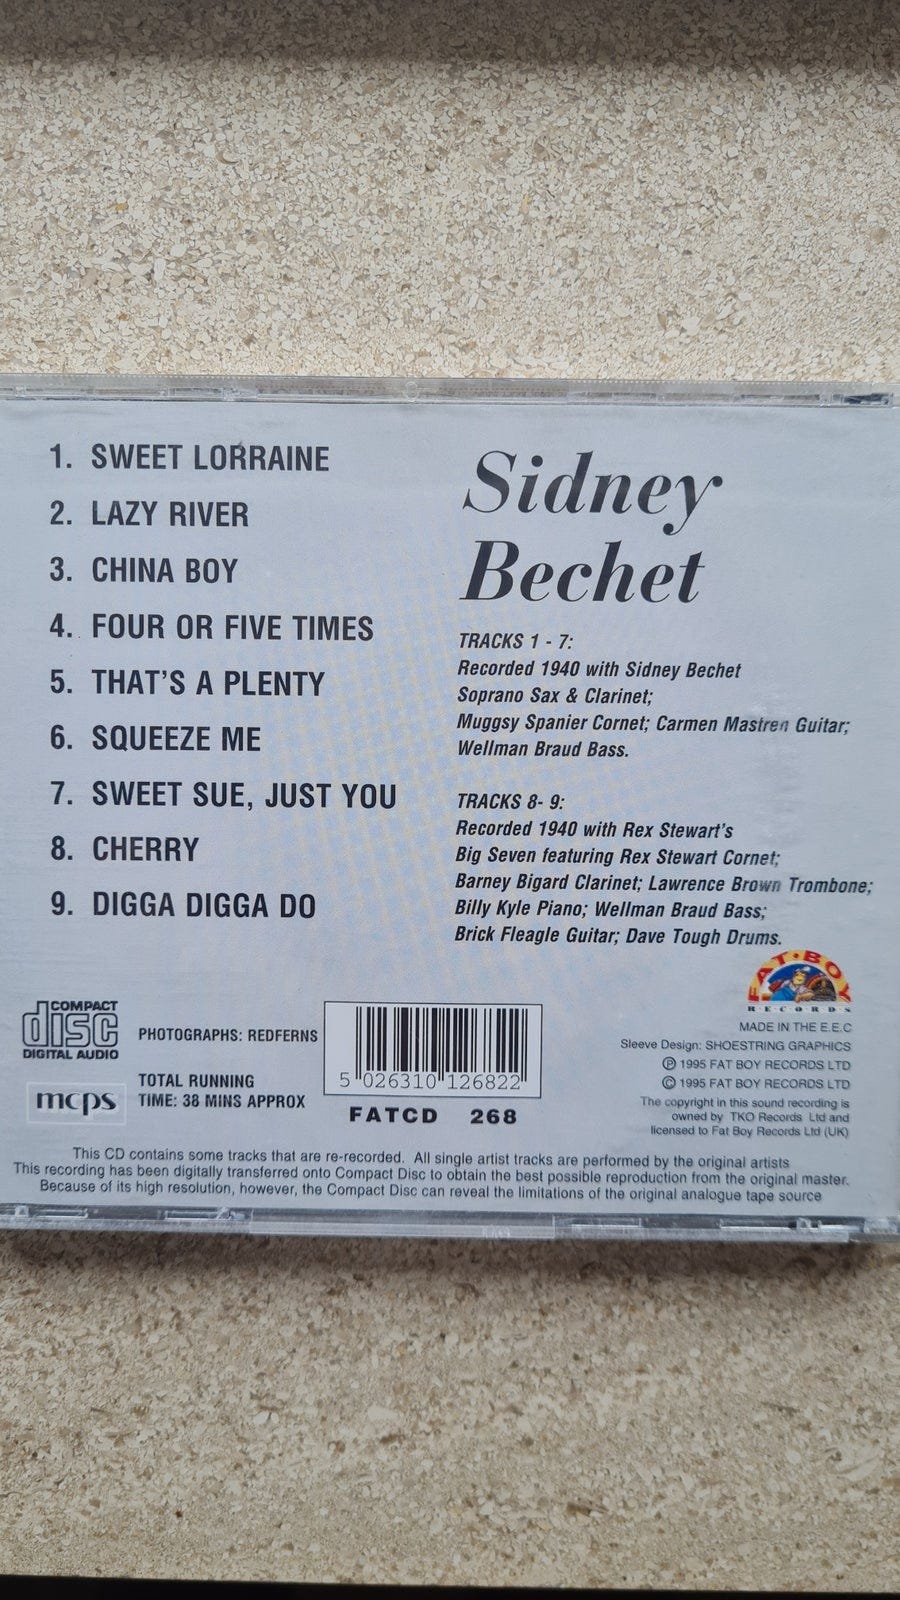 1. SWEET LORRAINE
2. LAZY RIVER
3. CHINA BOY
4. FOUR OR FIVE TIMES
5. THAT'S A PLENTY
6. SQUEEZE ME
7. SWEET SUE, JUST YOU
8. CHERRY
9. DIGGA DIGGA DO
Sidney
Bechet
TRACKS 1 - 7:
Recorded 1940 with Sidney Bechet
Soprano Sax & Clarinet;
Muggsy Spanier Cornet; Carmen Mastren Guitar;
Wellman Braud Bass.
TRACKS 8- 9:
Recorded 1940 with Rex Stewart's
Big Seven featuring Rex Stewart Cornet;
Barney Bigard Clarinet; Lawrence Brown Trombone;
Billy Kyle Piano; Wellman Braud Bass;
Brick Fleagle Guitar; Dave Tough Drums.
COMPACT
disc
DIGITAL AUDIO
mcps
PHOTOGRAPHS: REDFERNS
TOTAL RUNNING
TIME: 38 MINS APPROX
5 026310 126822
FATCD 268
FAT·BOY
RECORDS
MADE IN THE E.E.C
Sleeve Design: SHOESTRING GRAPHICS
℗ 1995 FAT BOY RECORDS LTD
© 1995 FAT BOY RECORDS LTD
The copyright in this sound recording is
owned by TKO Records Ltd and
licensed to Fat Boy Records Ltd (UK)
This CD contains some tracks that are re-recorded. All single artist tracks are performed by the original artists
This recording has been digitally transferred onto Compact Disc to obtain the best possible reproduction from the original master.
Because of its high resolution, however, the Compact Disc can reveal the limitations of the original analogue tape source